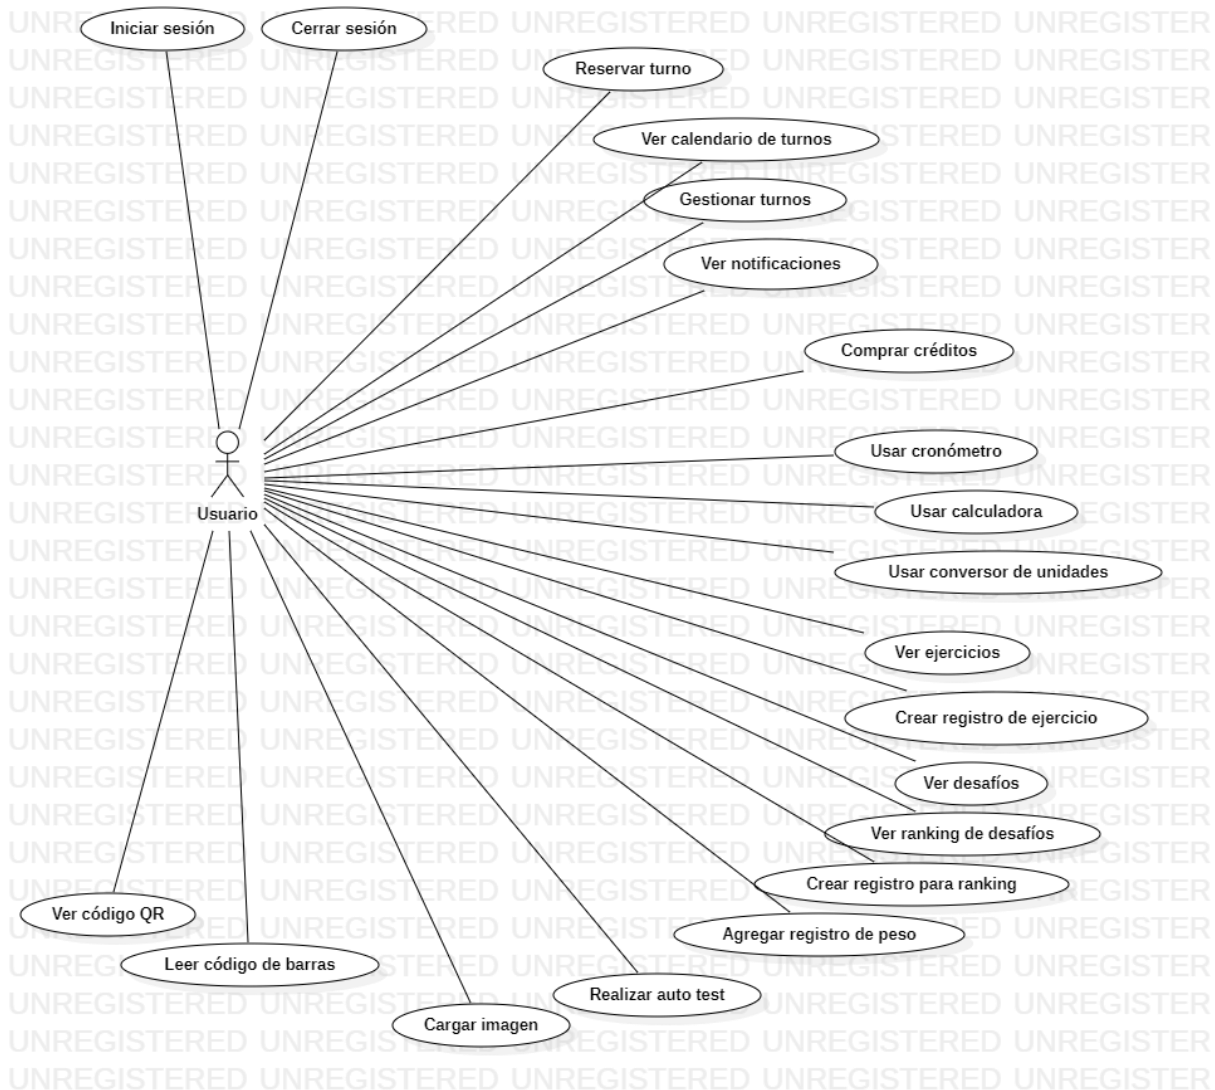 Iniciar sesión
Cerrar sesión
Reservar turno
Ver calendario de turnos
Gestionar turnos
Ver notificaciones
Comprar créditos
Usar cronómetro
Usuario
Usar calculadora
Usar conversor de unidades
Ver ejercicios
Crear registro de ejercicio
Ver desafíos
Ver ranking de desafíos
Crear registro para ranking
Ver código QR
Agregar registro de peso
Leer código de barras
Realizar auto test
Cargar imagen